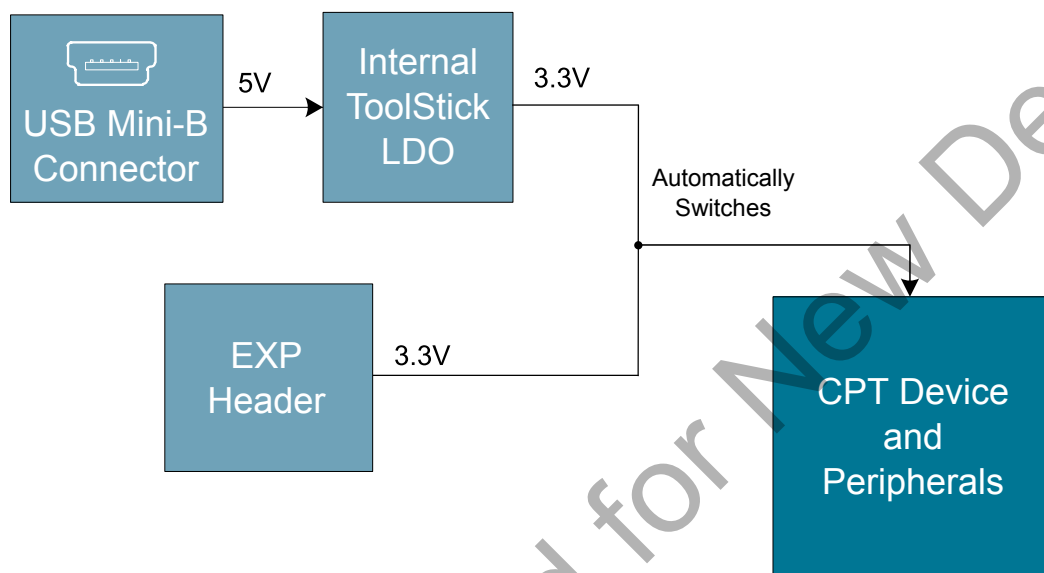 USB Mini-B
Connector
5V
Internal
ToolStick
LDO
3.3V
Automatically
Switches
EXP
Header
3.3V
CPT Device
and
Peripherals
for New